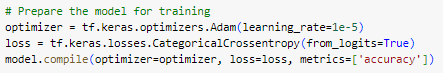 # Prepare the model for training
optimizer = tf.keras.optimizers.Adam(learning_rate=1e-5)
loss = tf.keras.losses.CategoricalCrossentropy(from_logits=True)
model.compile(optimizer=optimizer, loss=loss, metrics=['accuracy'])